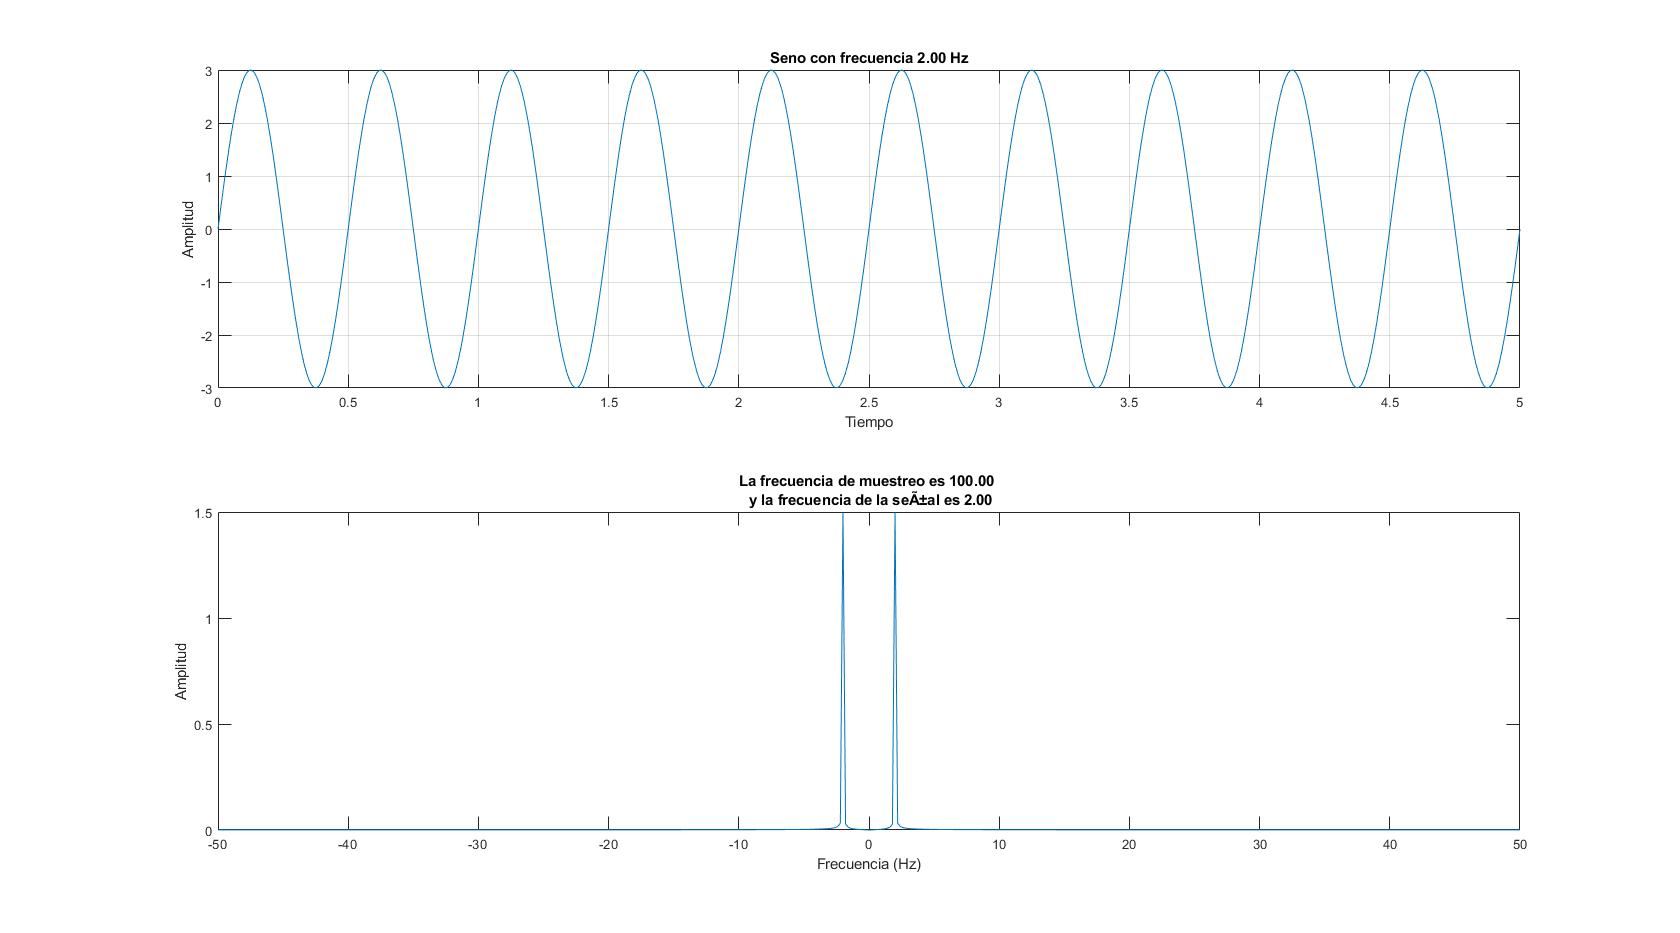 Seno con frecuencia 2.00 Hz
3
2
1
0
-1
-2
-3
Amplitud
0 0.5 1 1.5 2 2.5 3 3.5 4 4.5 5
Tiempo
La frecuencia de muestreo es 100.00
y la frecuencia de la seÃ±al es 2.00
1.5
1
0.5
0
Amplitud
-50 -40 -30 -20 -10 0 10 20 30 40 50
Frecuencia (Hz)